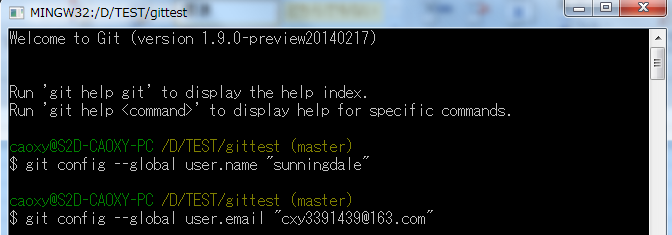 MINGW32:/D/TEST/gittest
Welcome to Git (version 1.9.0-preview20140217)
Run 'git help git' to display the help index.
Run 'git help <command>' to display help for specific commands.
caoxy@S2D-CAOXY-PC /D/TEST/gittest (master)
$ git config --global user.name "sunningdale"
caoxy@S2D-CAOXY-PC /D/TEST/gittest (master)
$ git config --global user.email "cxy3391439@163.com"